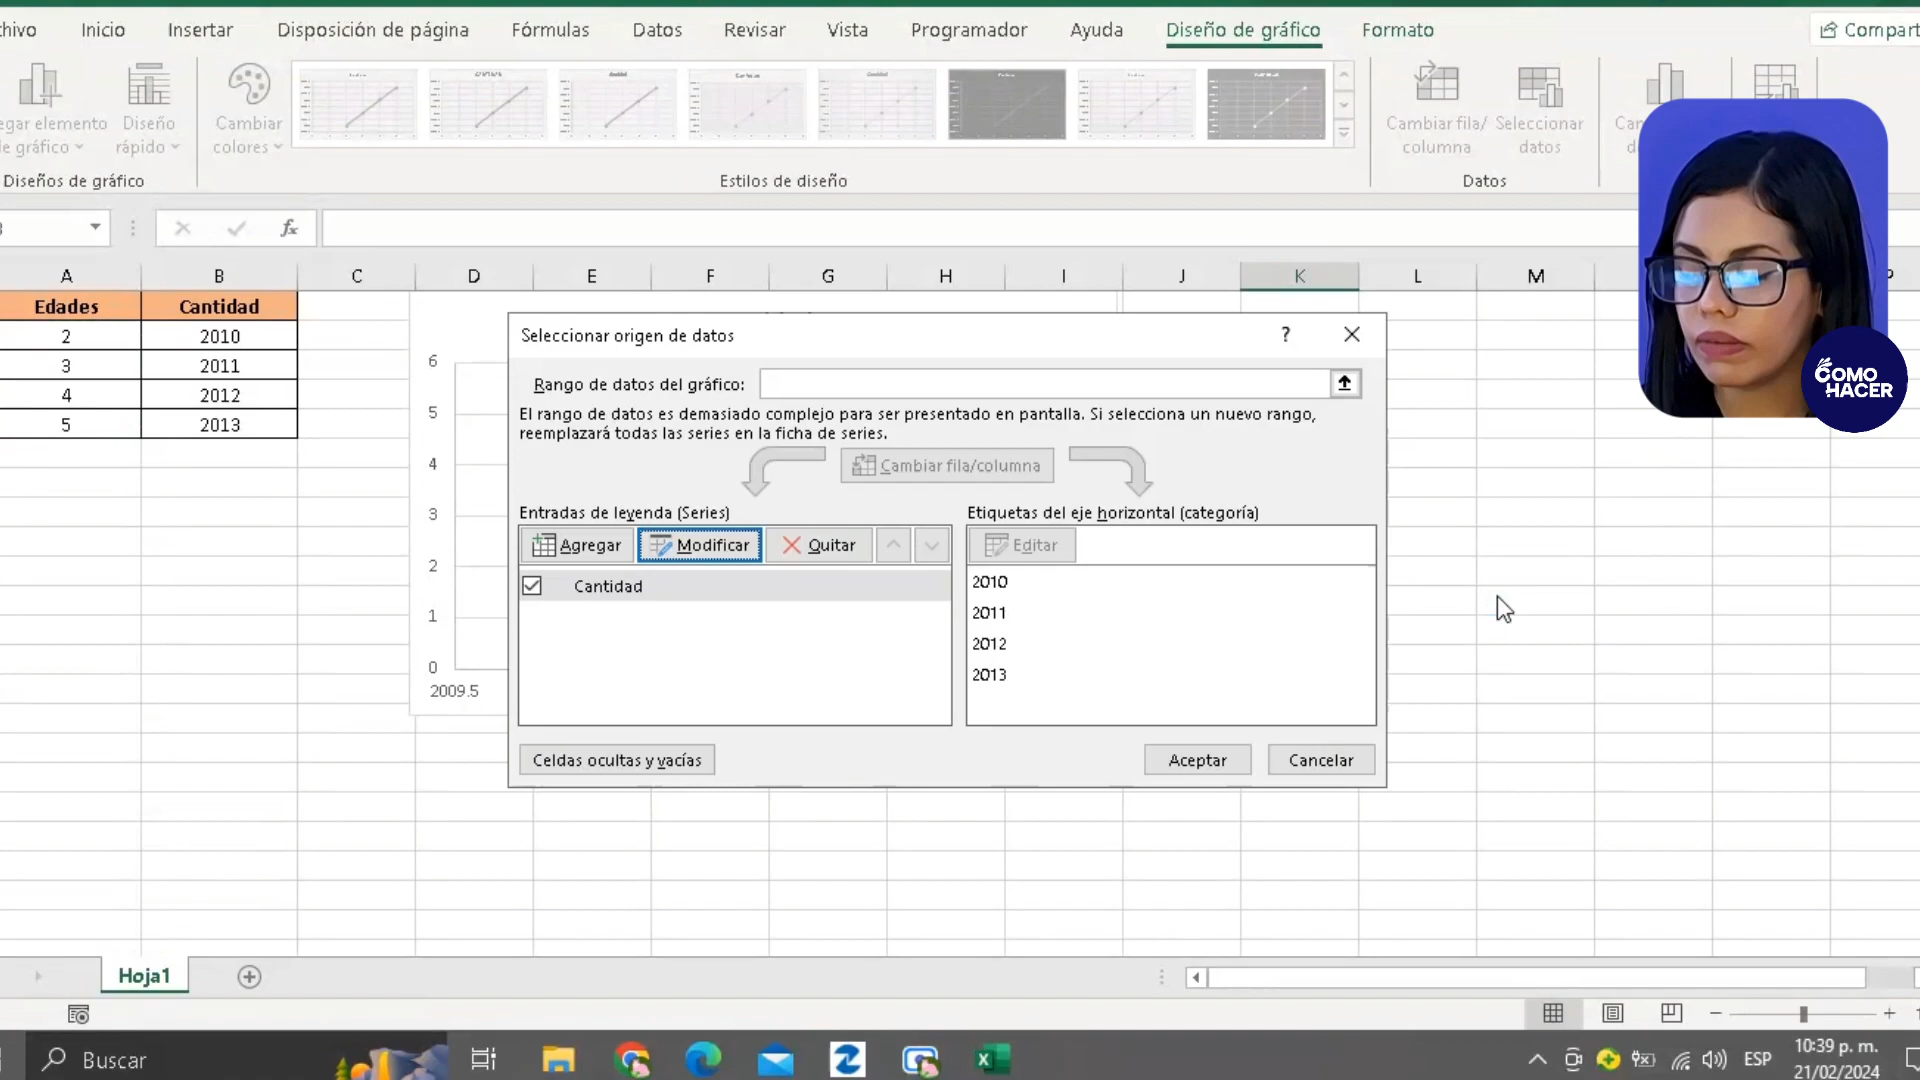 hivo Inicio Insertar Disposición de página Fórmulas Datos Revisar Vista Programador Ayuda Diseño de gráfico Formato Compart
egar elemento
e gráfico
Diseño
rápido
Cambiar
colores
Cambiar fila/
columna
Seleccionar
datos
Diseños de gráfico
Estilos de diseño
Datos
fx
A B C D E F G H I J K L M
Edades Cantidad
2 2010
3 2011
4 2012
5 2013
6
5
4
3
2
1
0
2009.5
Seleccionar origen de datos ?
Rango de datos del gráfico:
El rango de datos es demasiado complejo para ser presentado en pantalla. Si selecciona un nuevo rango,
reemplazará todas las series en la ficha de series.
Cambiar fila/columna
Entradas de leyenda (Series)
Agregar Modificar Quitar
Cantidad
Etiquetas del eje horizontal (categoría)
Editar
2010
2011
2012
2013
Celdas ocultas y vacías
Aceptar Cancelar
COMO
HACER
Hoja1
Buscar
ESP
10:39 p. m.
21/02/2024